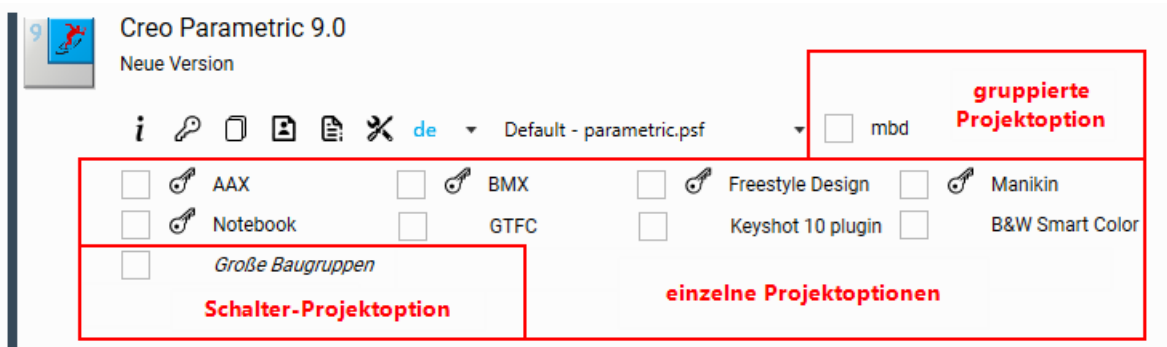 9
Creo Parametric 9.0
Neue Version
gruppierte
Projektoption
i de Default - parametric.psf mbd
AAX BMX Freestyle Design Manikin
Notebook GTFC Keyshot 10 plugin B&W Smart Color
Große Baugruppen
Schalter-Projektoption
einzelne Projektoptionen